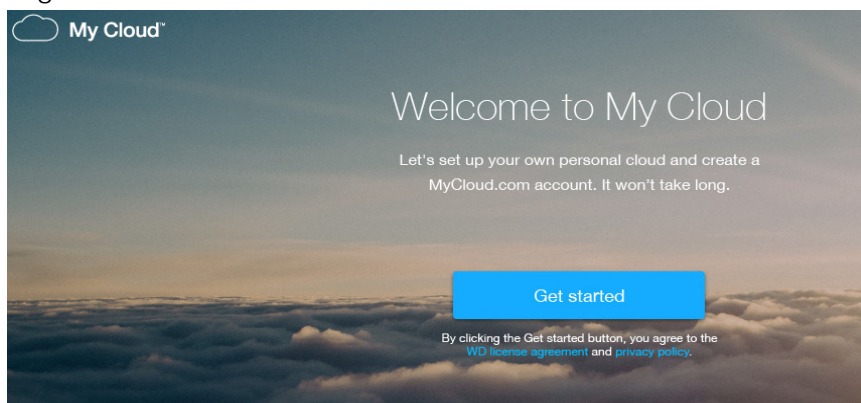 My Cloud™
Welcome to My Cloud
Let's set up your own personal cloud and create a
MyCloud.com account. It won't take long.
Get started
By clicking the Get started button, you agree to the
WD license agreement and privacy policy.